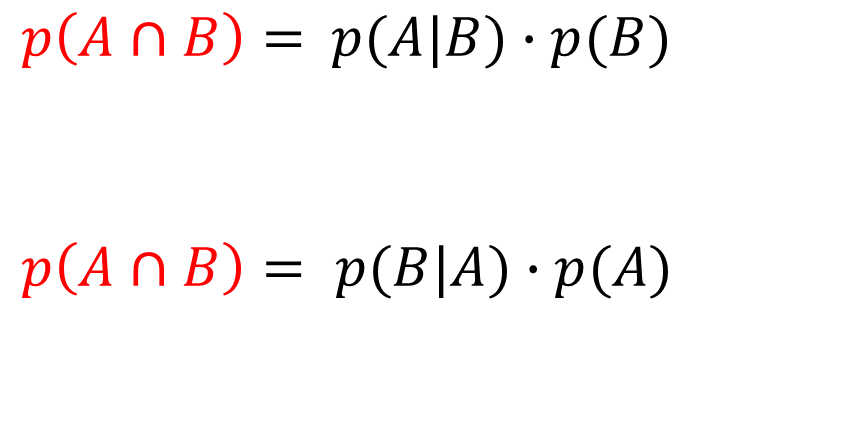 p(A ∩ B) = p(A|B) · p(B)
p(A ∩ B) = p(B|A) · p(A)